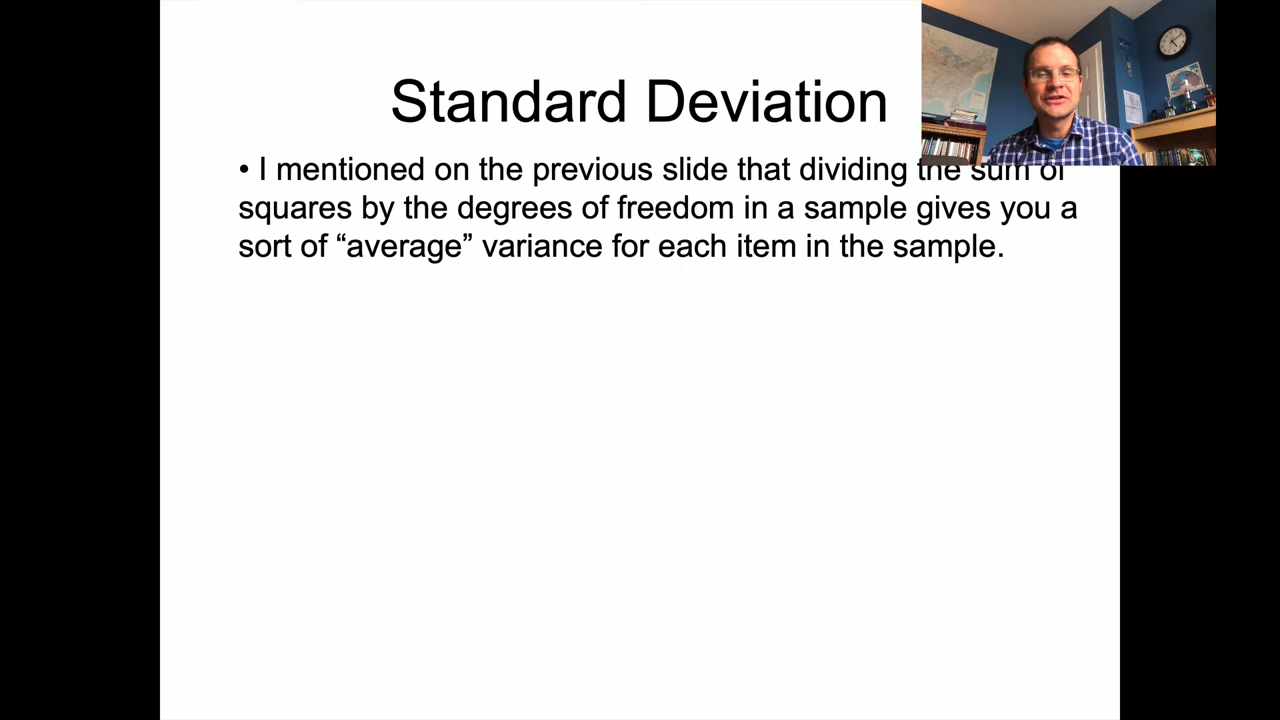 Standard Deviation
• I mentioned on the previous slide that dividing the sum of
squares by the degrees of freedom in a sample gives you a
sort of “average” variance for each item in the sample.